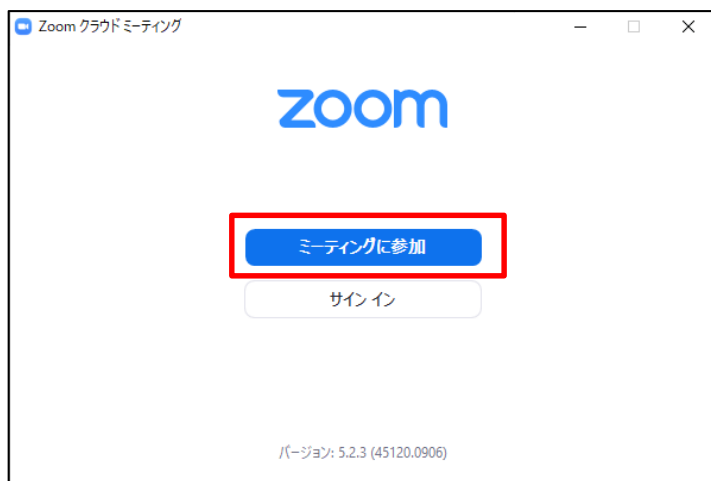 Zoom クラウド ミーティング
zoom
ミーティングに参加
サイン イン
バージョン: 5.2.3 (45120.0906)